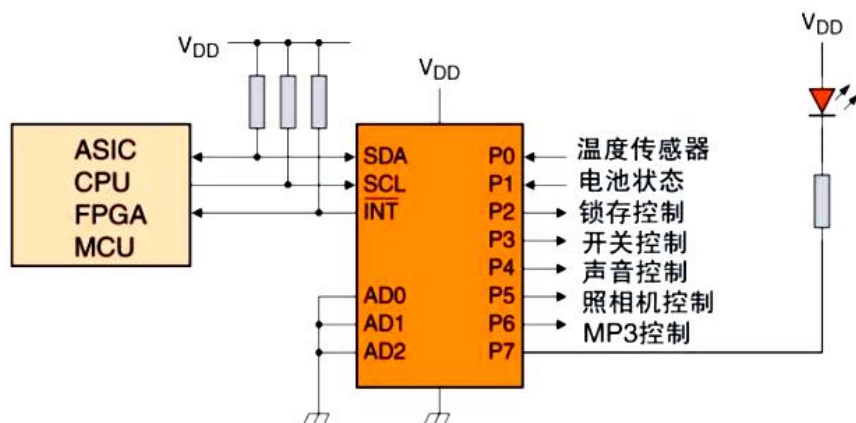 VDD
VDD
VDD
ASIC
CPU
FPGA
MCU
SDA
SCL
INT
AD0
AD1
AD2
P0
P1
P2
P3
P4
P5
P6
P7
温度传感器
电池状态
锁存控制
开关控制
声音控制
照相机控制
MP3控制